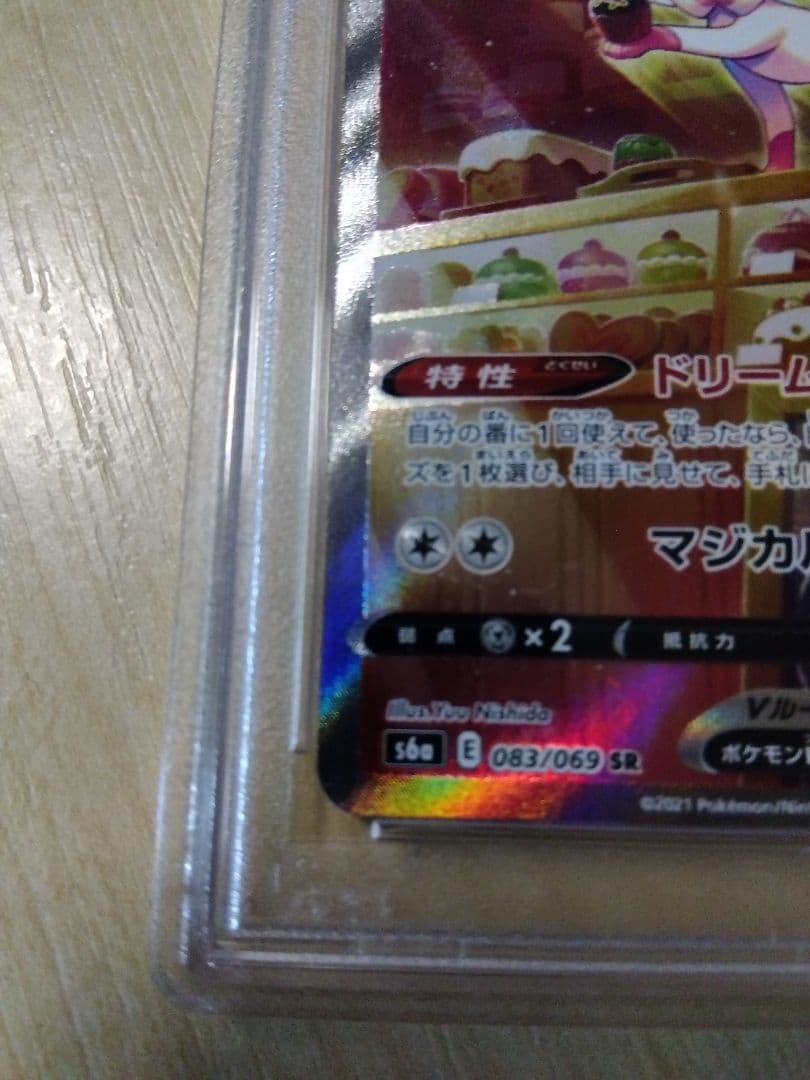 特性 とくせい ドリーム
じぶん ばん かいつか つか
自分の番に1回使えて、使ったなら、
まいえら あいて み てふだ
ズを1枚選び、相手に見せて、手札に
マジカル
弱点 ×2 抵抗力
Illus. Yuu Nishida
Vルー
s6a E 083/069 SR
ポケモン
©2021 Pokémon/Nin